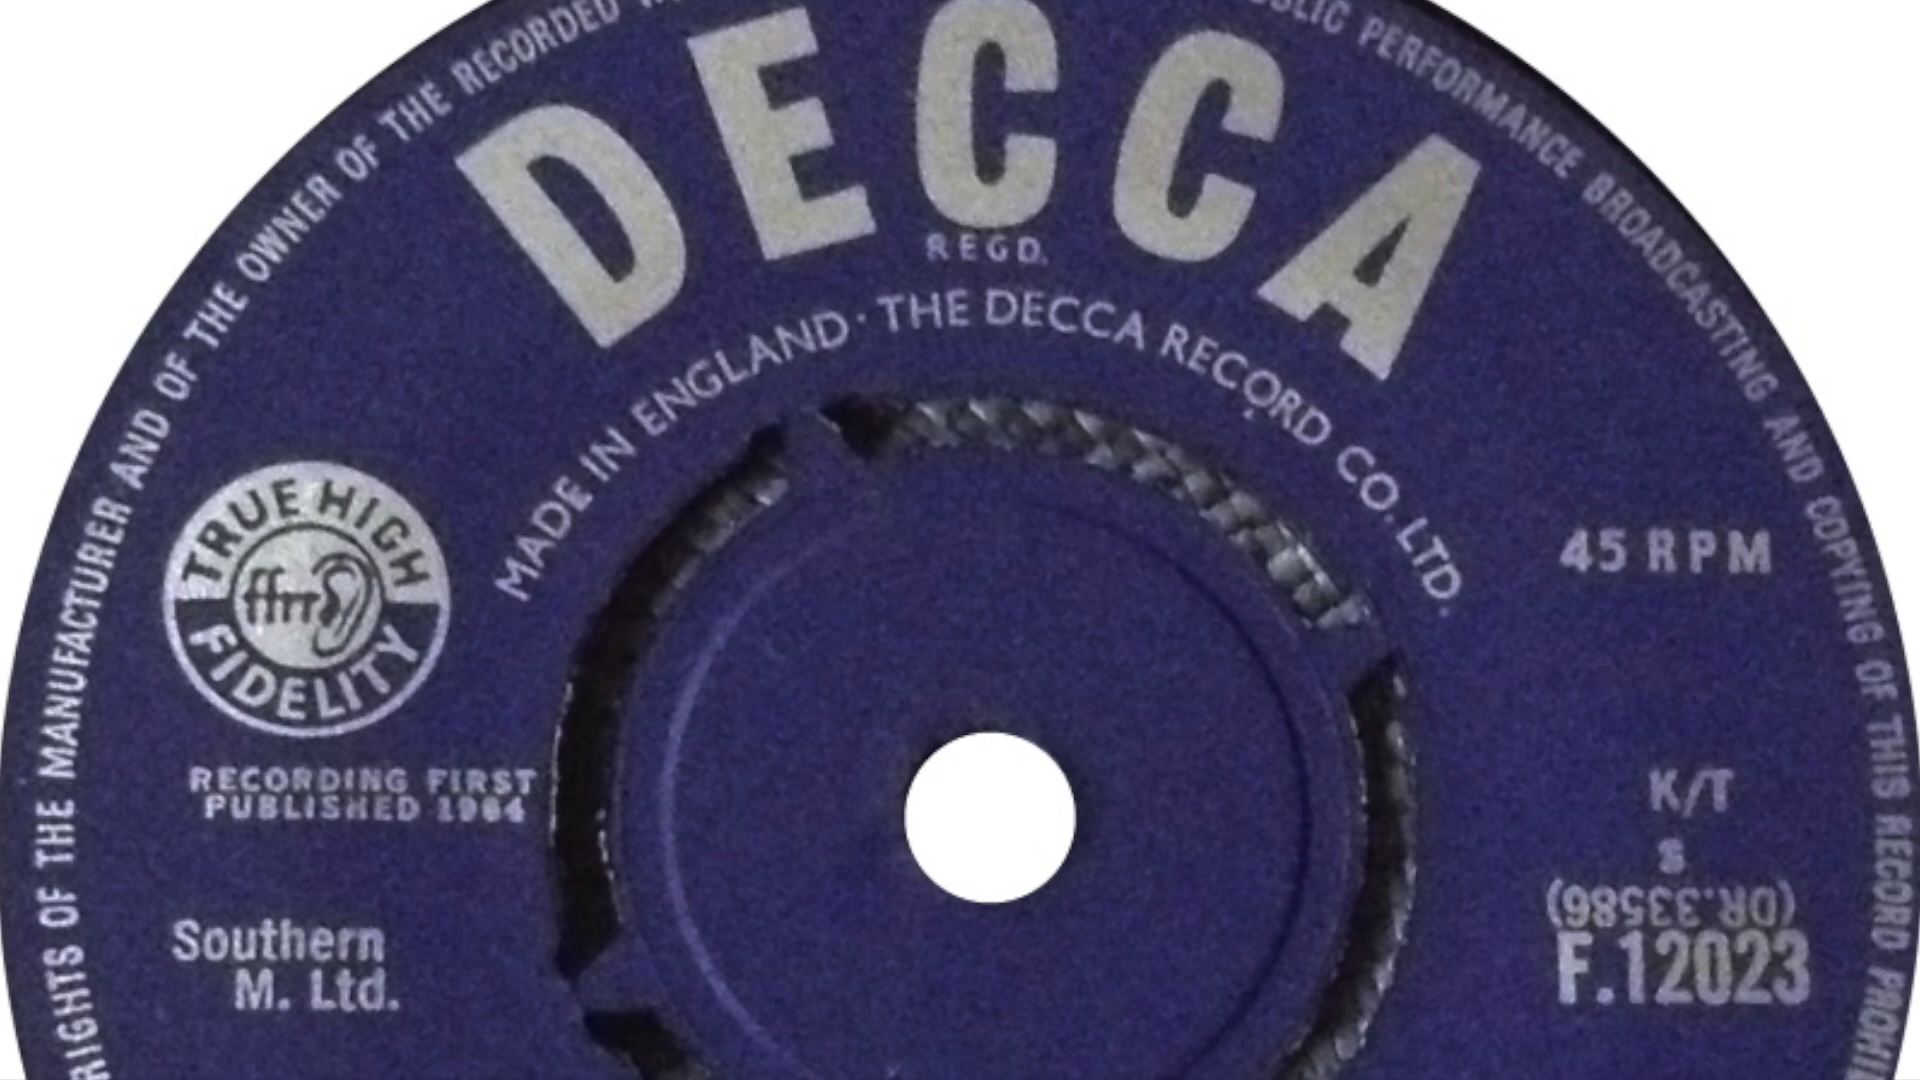 RIGHTS OF THE MANUFACTURER AND OF THE OWNER OF THE RECORDED
PUBLIC PERFORMANCE BROADCASTING AND COPYING OF THIS RECORD
DECCA
REGD.
MADE IN ENGLAND · THE DECCA RECORD CO. LTD.
TRUE HIGH
ffrr
FIDELITY
45 RPM
RECORDING FIRST
PUBLISHED 1964
K/T
S
Southern
M. Ltd.
(DR.33586)
F.12023